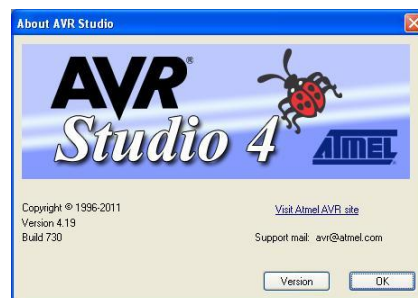 About AVR Studio
AVR®
Studio 4
ATMEL
Copyright © 1996-2011
Version 4.19
Build 730
Visit Atmel AVR site
Support mail: avr@atmel.com
Version
OK